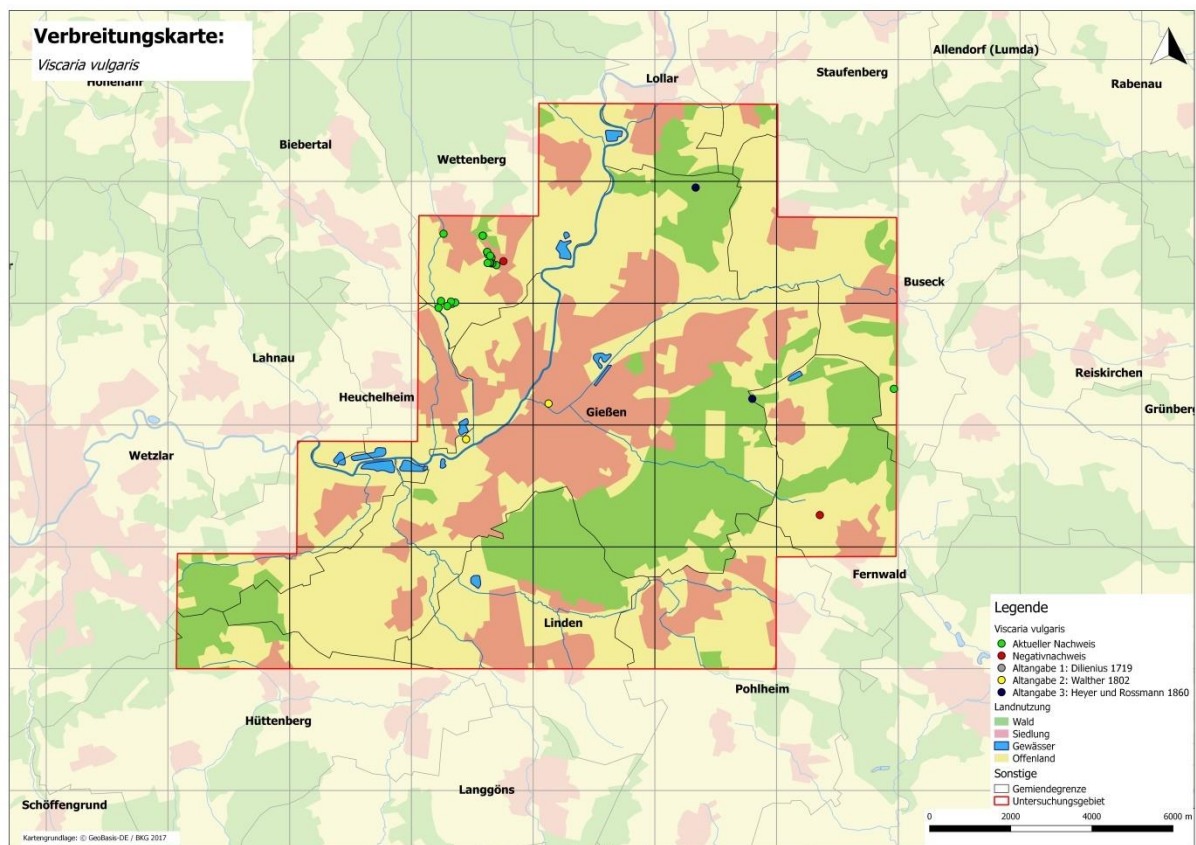 Verbreitungskarte:
Viscaria vulgaris
Hohenahr
Biebertal
Wettenberg
Lollar
Staufenberg
Allendorf (Lumda)
Rabenau
Buseck
Lahnau
Heuchelheim
Gießen
Reiskirchen
Grünberg
Wetzlar
Fernwald
Linden
Pohlheim
Hüttenberg
Langgöns
Schöffengrund
Legende
Viscaria vulgaris
Aktueller Nachweis
Negativnachweis
Altangabe 1: Dillenius 1719
Altangabe 2: Walther 1802
Altangabe 3: Heyer und Rossmann 1860
Landnutzung
Wald
Siedlung
Gewässer
Offenland
Sonstige
Gemiendegrenze
Untersuchungsgebiet
0 2000 4000 6000 m
Kartengrundlage: © GeoBasis-DE / BKG 2017